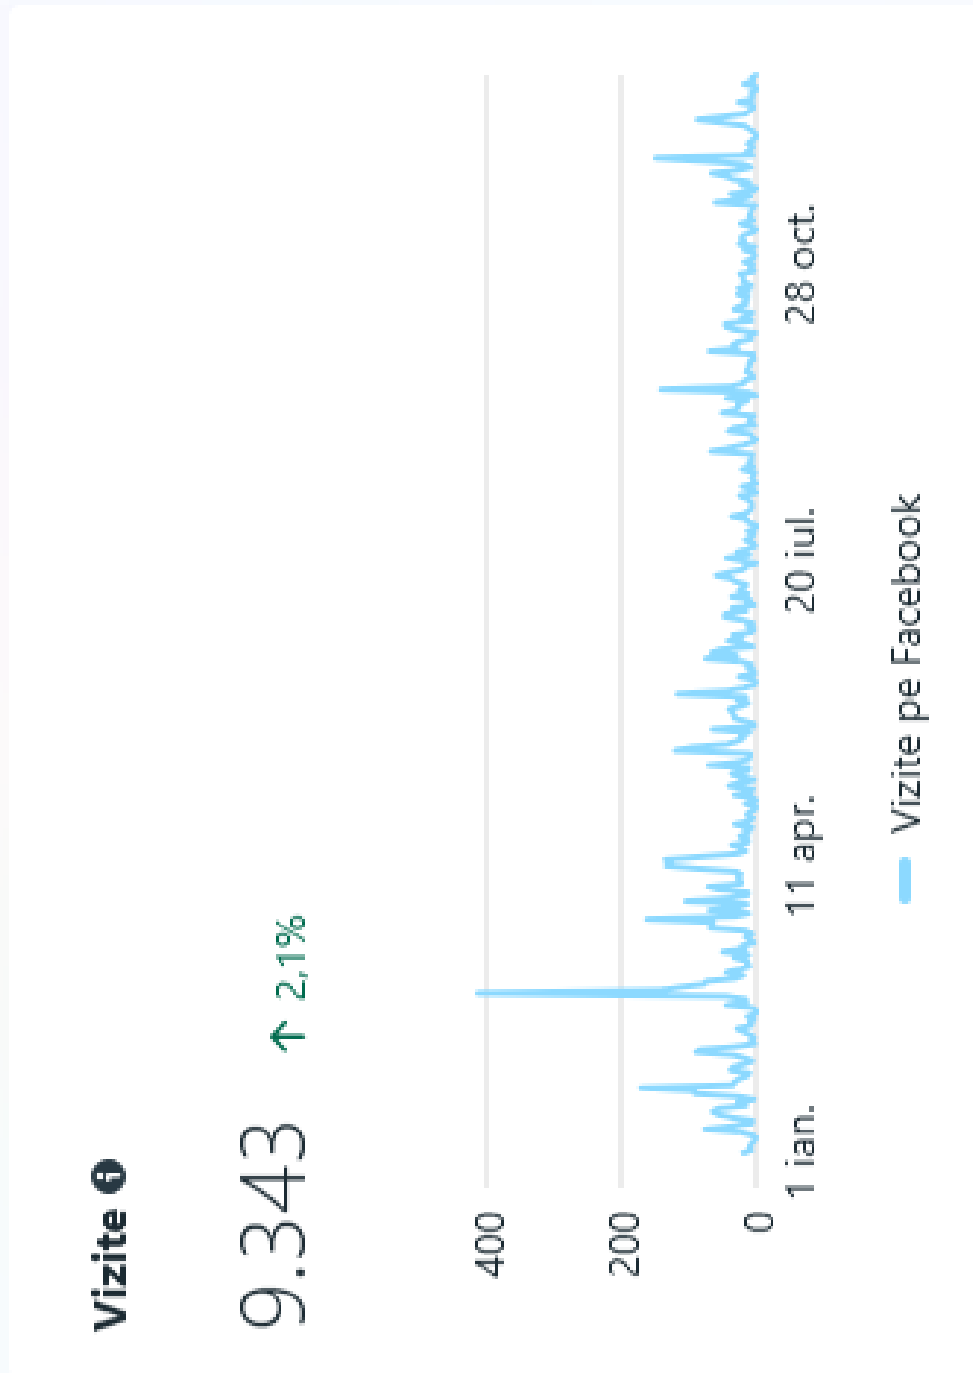 Vizite
9.343 ↑ 2,1%
400
200
0
1 ian. 11 apr. 20 iul. 28 oct.
Vizite pe Facebook